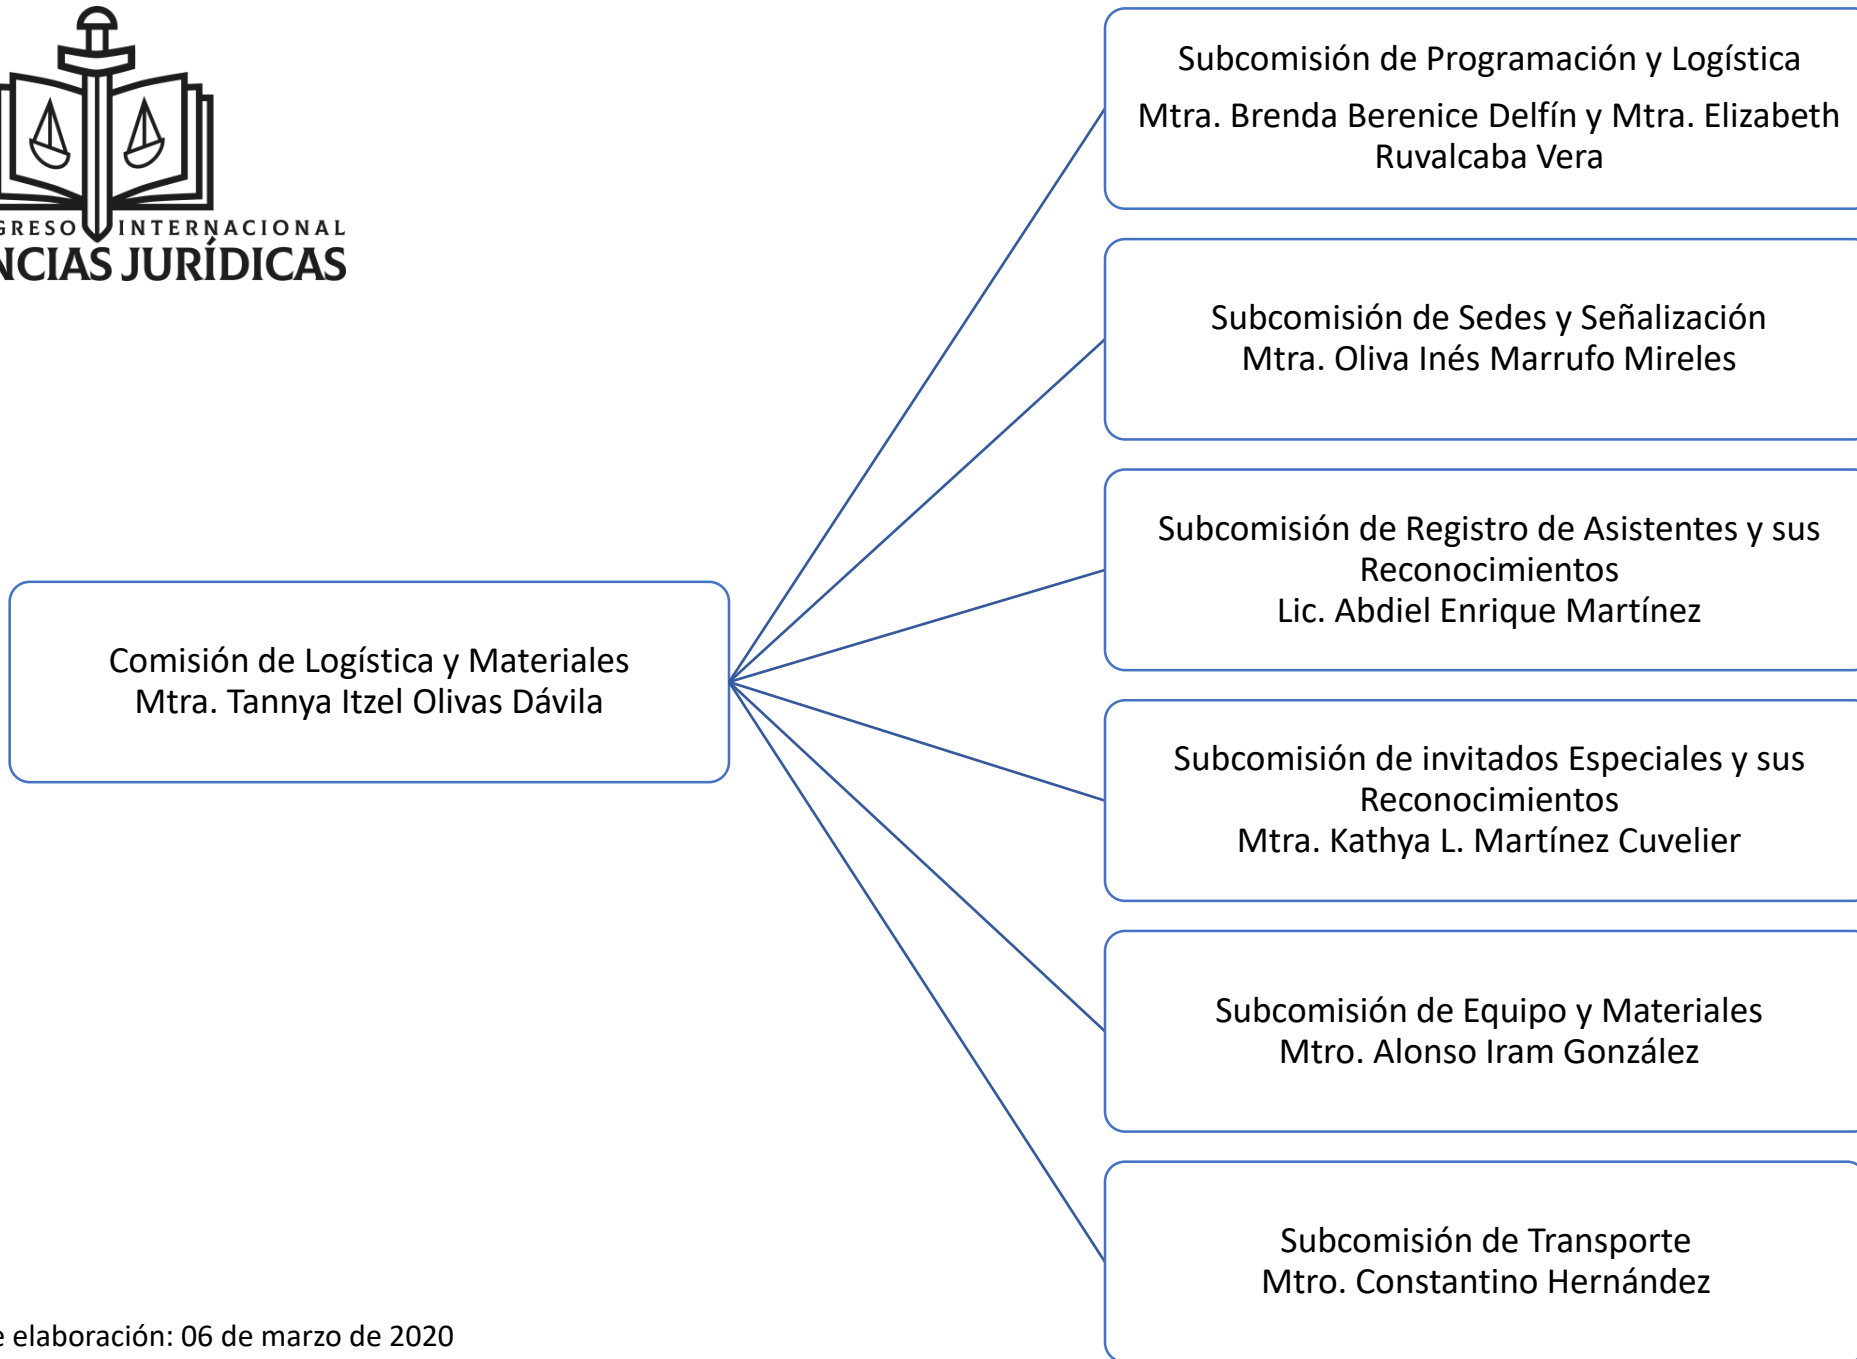 INTERNACIONAL
JURÍDICAS
Comisión de Logística y Materiales
Mtra. Tannya Itzel Olivas Dávila
Subcomisión de Programación y Logística
Mtra. Brenda Berenice Delfín y Mtra. Elizabeth
Ruvalcaba Vera
Subcomisión de Sedes y Señalización
Mtra. Oliva Inés Marrufo Mireles
Subcomisión de Registro de Asistentes y sus
Reconocimientos
Lic. Abdiel Enrique Martínez
Subcomisión de invitados Especiales y sus
Reconocimientos
Mtra. Kathya L. Martínez Cuvelier
Subcomisión de Equipo y Materiales
Mtro. Alonso Iram González
Subcomisión de Transporte
Mtro. Constantino Hernández
elaboración: 06 de marzo de 2020